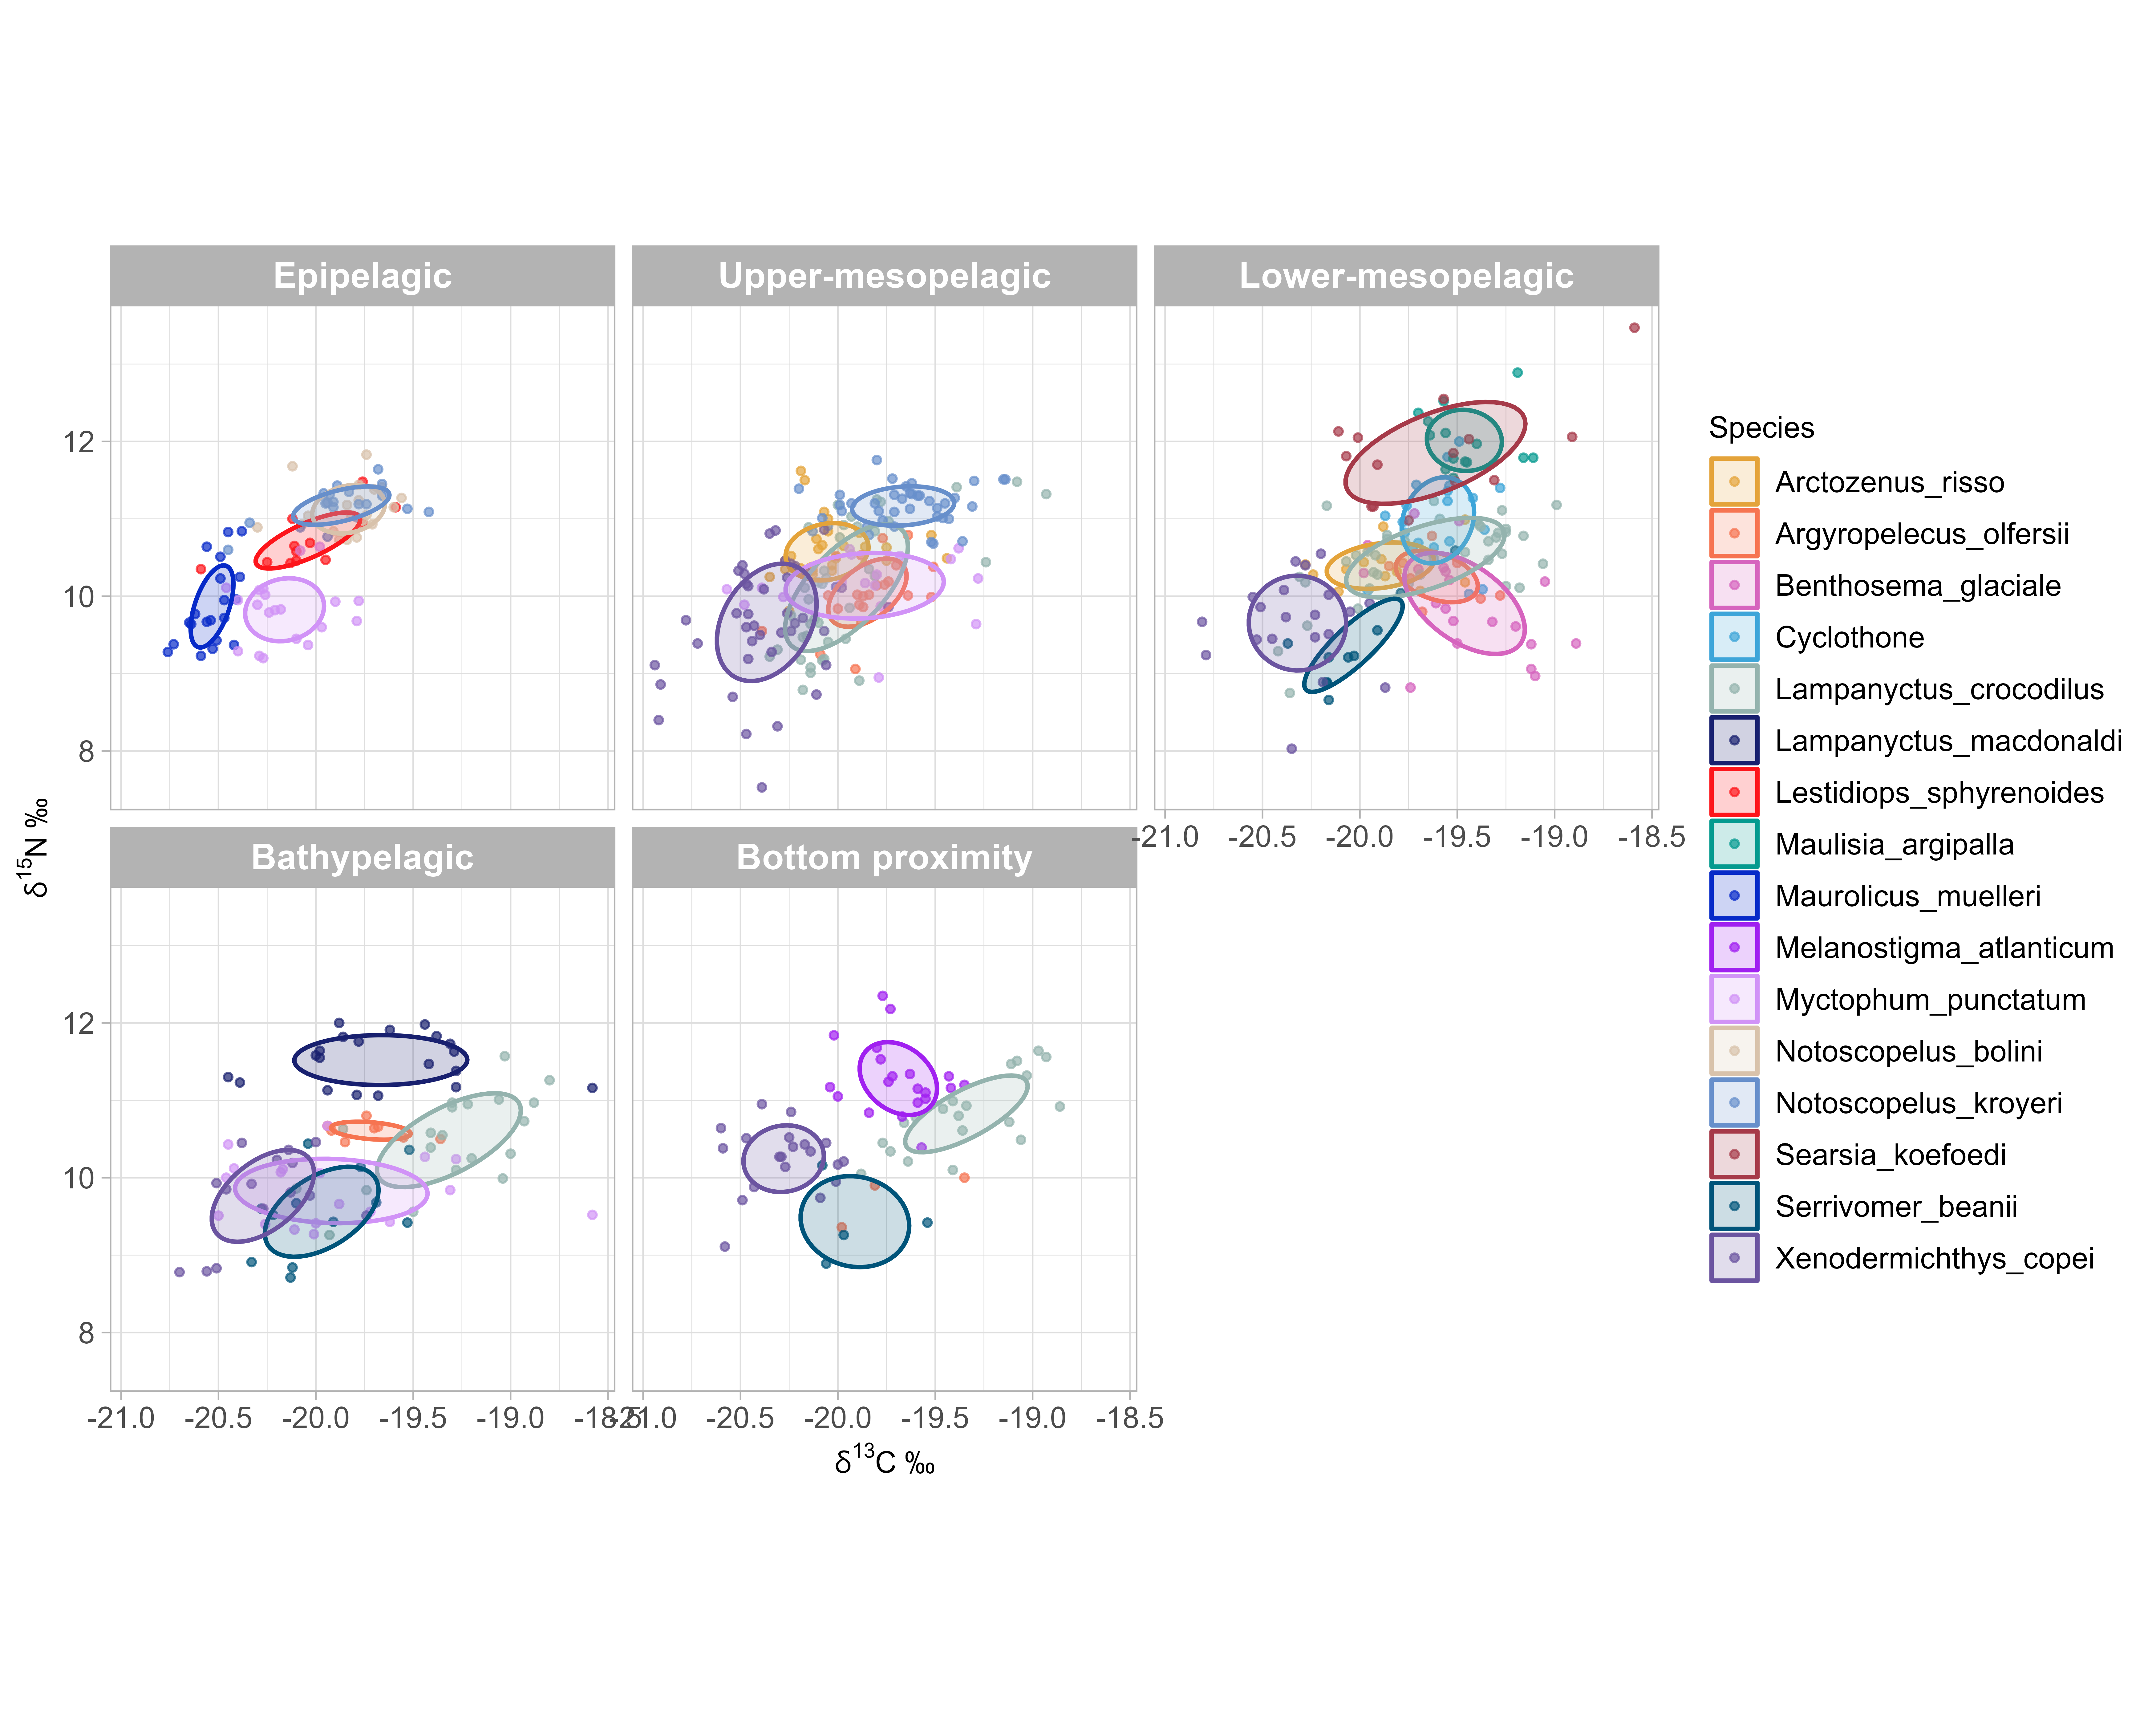 Epipelagic
Upper-mesopelagic
Lower-mesopelagic
12
10
8
-21.0 -20.5 -20.0 -19.5 -19.0 -18.5
Bathypelagic
Bottom proximity
12
10
8
-21.0 -20.5 -20.0 -19.5 -19.0 -18.5
-21.0 -20.5 -20.0 -19.5 -19.0 -18.5
δ13C ‰
δ15N ‰
Species
Arctozenus_risso
Argyropelecus_olfersii
Benthosema_glaciale
Cyclothone
Lampanyctus_crocodilus
Lampanyctus_macdonaldi
Lestidiops_sphyrenoides
Maulisia_argipalla
Maurolicus_muelleri
Melanostigma_atlanticum
Myctophum_punctatum
Notoscopelus_bolini
Notoscopelus_kroyeri
Searsia_koefoedi
Serrivomer_beanii
Xenodermichthys_copei